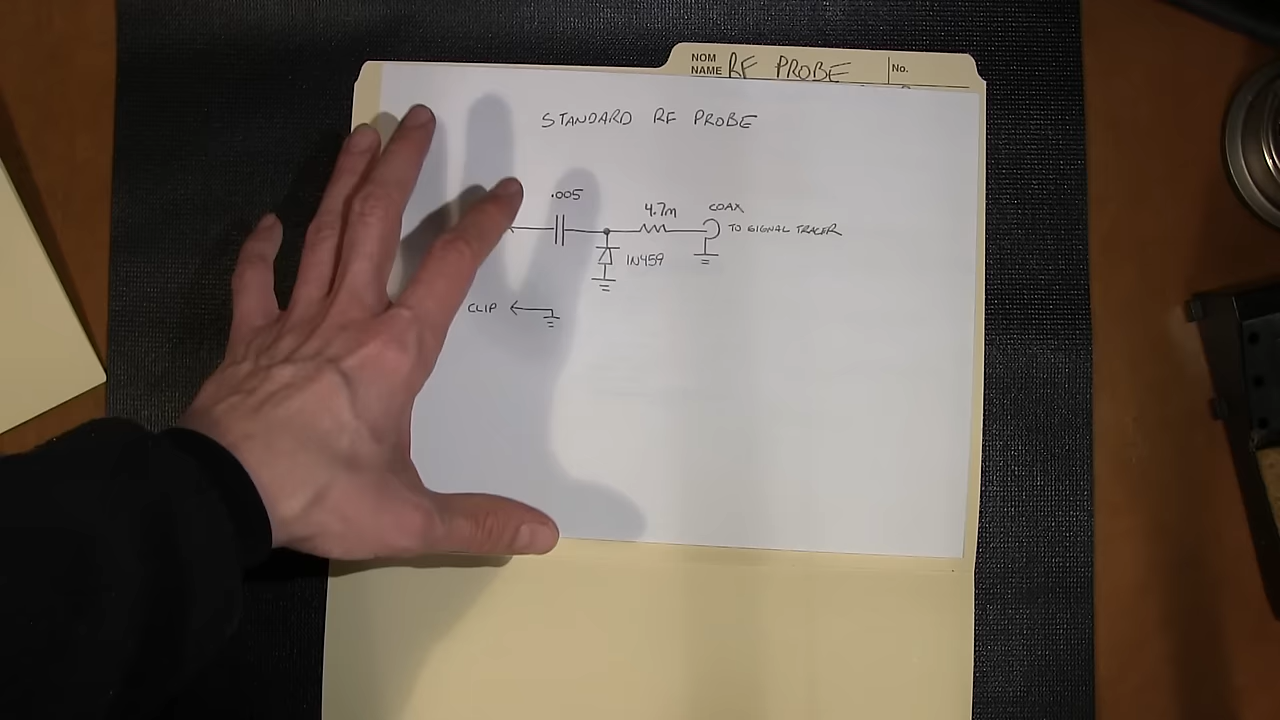 NOM
NAME RF PROBE No.
STANDARD RF PROBE
.005
4.7m COAX
TO SIGNAL TRACER
1N459
CLIP